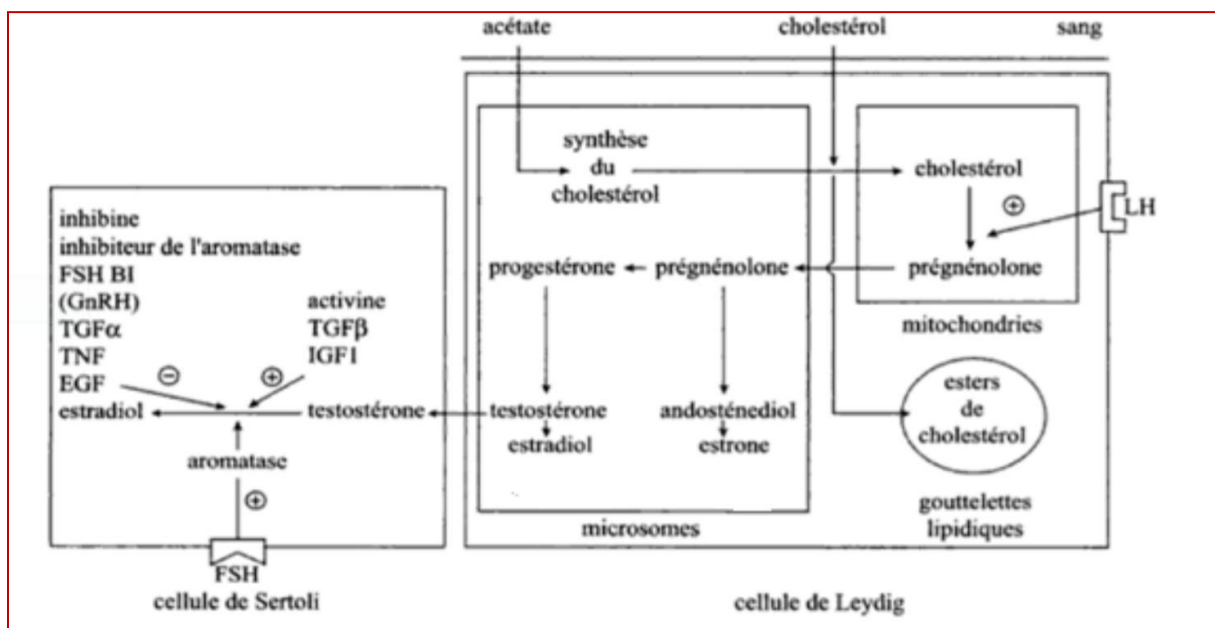 acétate
cholestérol
sang
synthèse
du
cholestérol
cholestérol
+
LH
progestérone
prégnénolone
prégnénolone
mitochondries
inhibine
inhibiteur de l'aromatase
FSH BI
(GnRH)
TGFα
TNF
EGF
activine
TGFβ
IGF1
−
+
estradiol
testostérone
testostérone
estradiol
andosténediol
estrone
esters
de
cholestérol
aromatase
+
gouttelettes
lipidiques
microsomes
FSH
cellule de Sertoli
cellule de Leydig